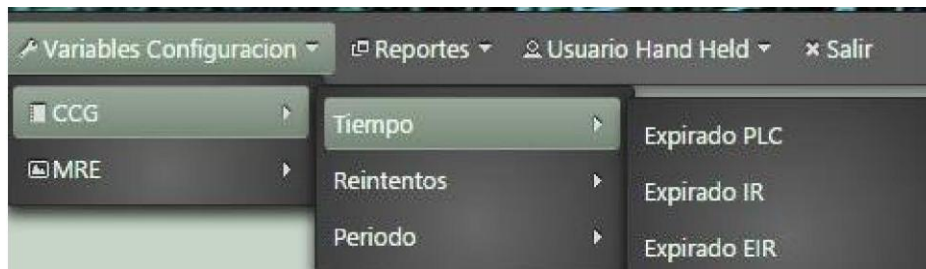 Variables Configuracion Reportes Usuario Hand Held Salir
CCG
MRE
Tiempo
Reintentos
Periodo
Expirado PLC
Expirado IR
Expirado EIR